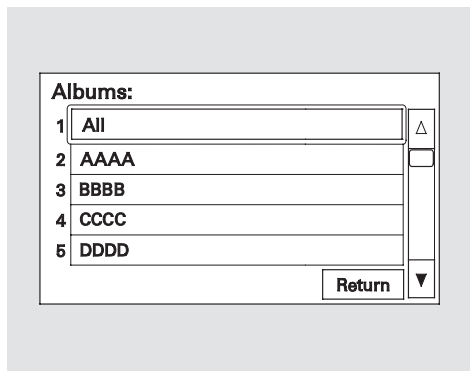 Albums:
1 All
2 AAAA
3 BBBB
4 CCCC
5 DDDD
Return